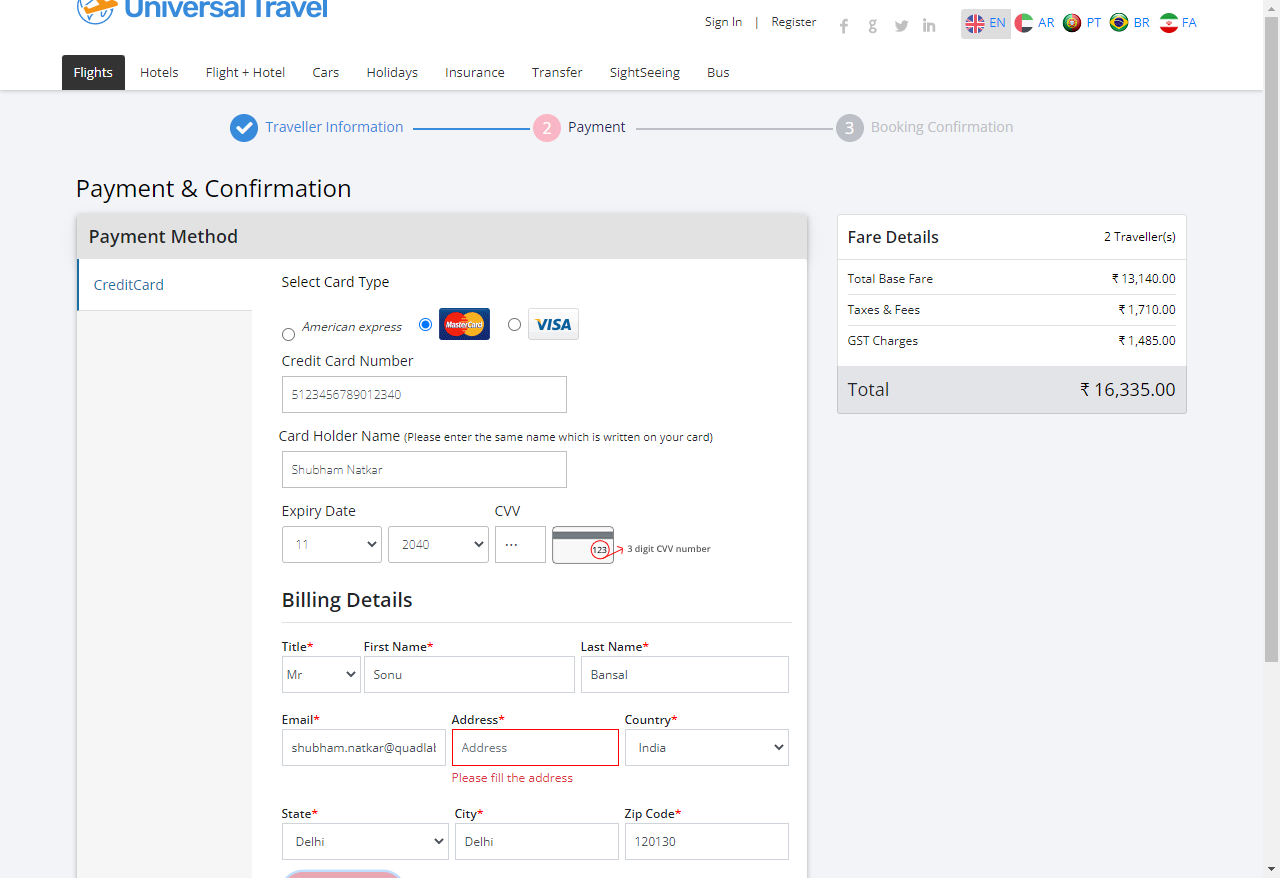 Universal Travel
Sign In | Register
EN AR PT BR FA
Flights Hotels Flight + Hotel Cars Holidays Insurance Transfer SightSeeing Bus
Traveller Information 2 Payment 3 Booking Confirmation
Payment & Confirmation
Payment Method
Fare Details 2 Traveller(s)
CreditCard
Select Card Type
Total Base Fare ₹ 13,140.00
American express MasterCard VISA
Taxes & Fees ₹ 1,710.00
GST Charges ₹ 1,485.00
Credit Card Number
5123456789012340
Total ₹ 16,335.00
Card Holder Name (Please enter the same name which is written on your card)
Shubham Natkar
Expiry Date CVV
11 2040 ... 123 3 digit CVV number
Billing Details
Title* First Name* Last Name*
Mr Sonu Bansal
Email* Address* Country*
shubham.natkar@quadlab Address India
Please fill the address
State* City* Zip Code*
Delhi Delhi 120130